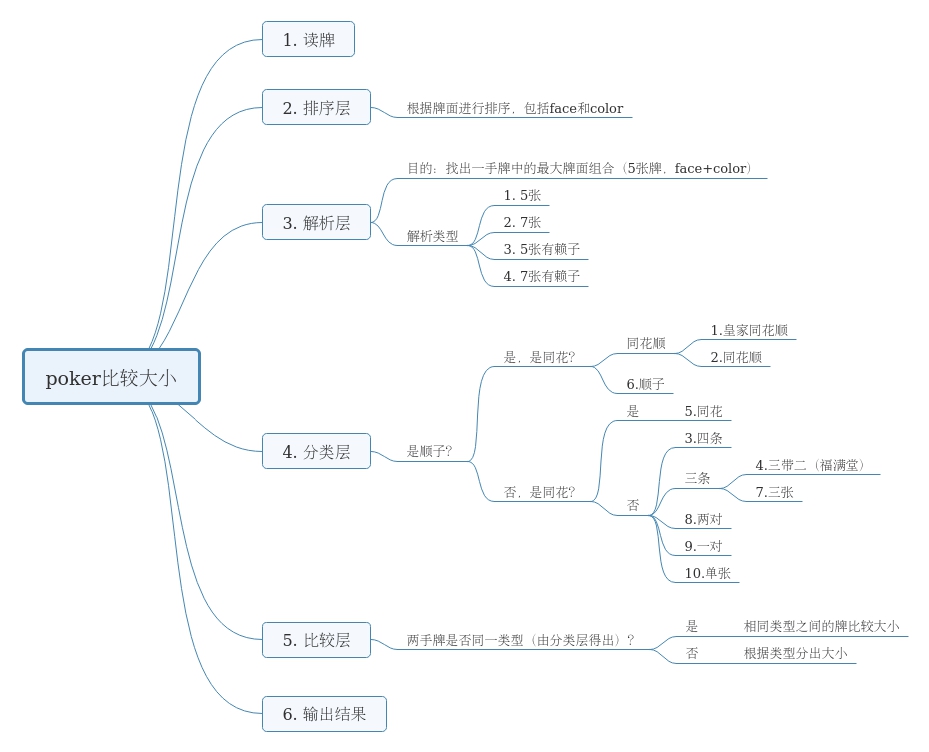 poker比较大小
1. 读牌
2. 排序层
根据牌面进行排序，包括face和color
3. 解析层
目的：找出一手牌中的最大牌面组合（5张牌，face+color）
解析类型
1. 5张
2. 7张
3. 5张有赖子
4. 7张有赖子
4. 分类层
是顺子？
是，是同花？
同花顺
1.皇家同花顺
2.同花顺
6.顺子
否，是同花？
是
5.同花
否
3.四条
三条
4.三带二（福满堂）
7.三张
8.两对
9.一对
10.单张
5. 比较层
两手牌是否同一类型（由分类层得出）？
是
相同类型之间的牌比较大小
否
根据类型分出大小
6. 输出结果